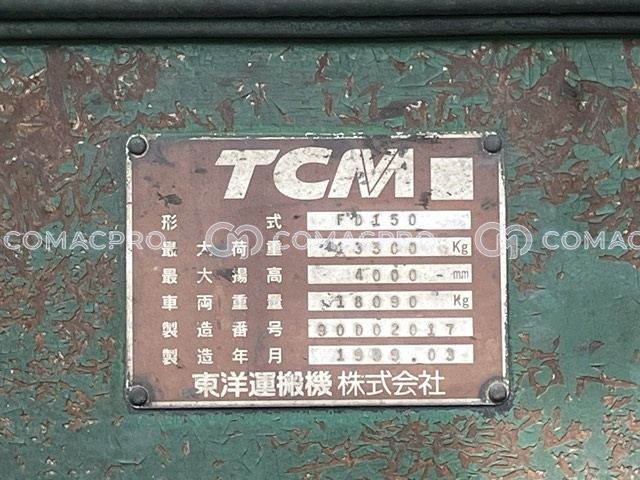 TCM
形 式 FD150
COMACPRO COMACPRO COMACPRO
最大荷重 13300 Kg
最大揚高 4000 mm
車両重量 18090 Kg
製造番号 90D02017
製造年月 1989.03
東洋運搬機株式会社